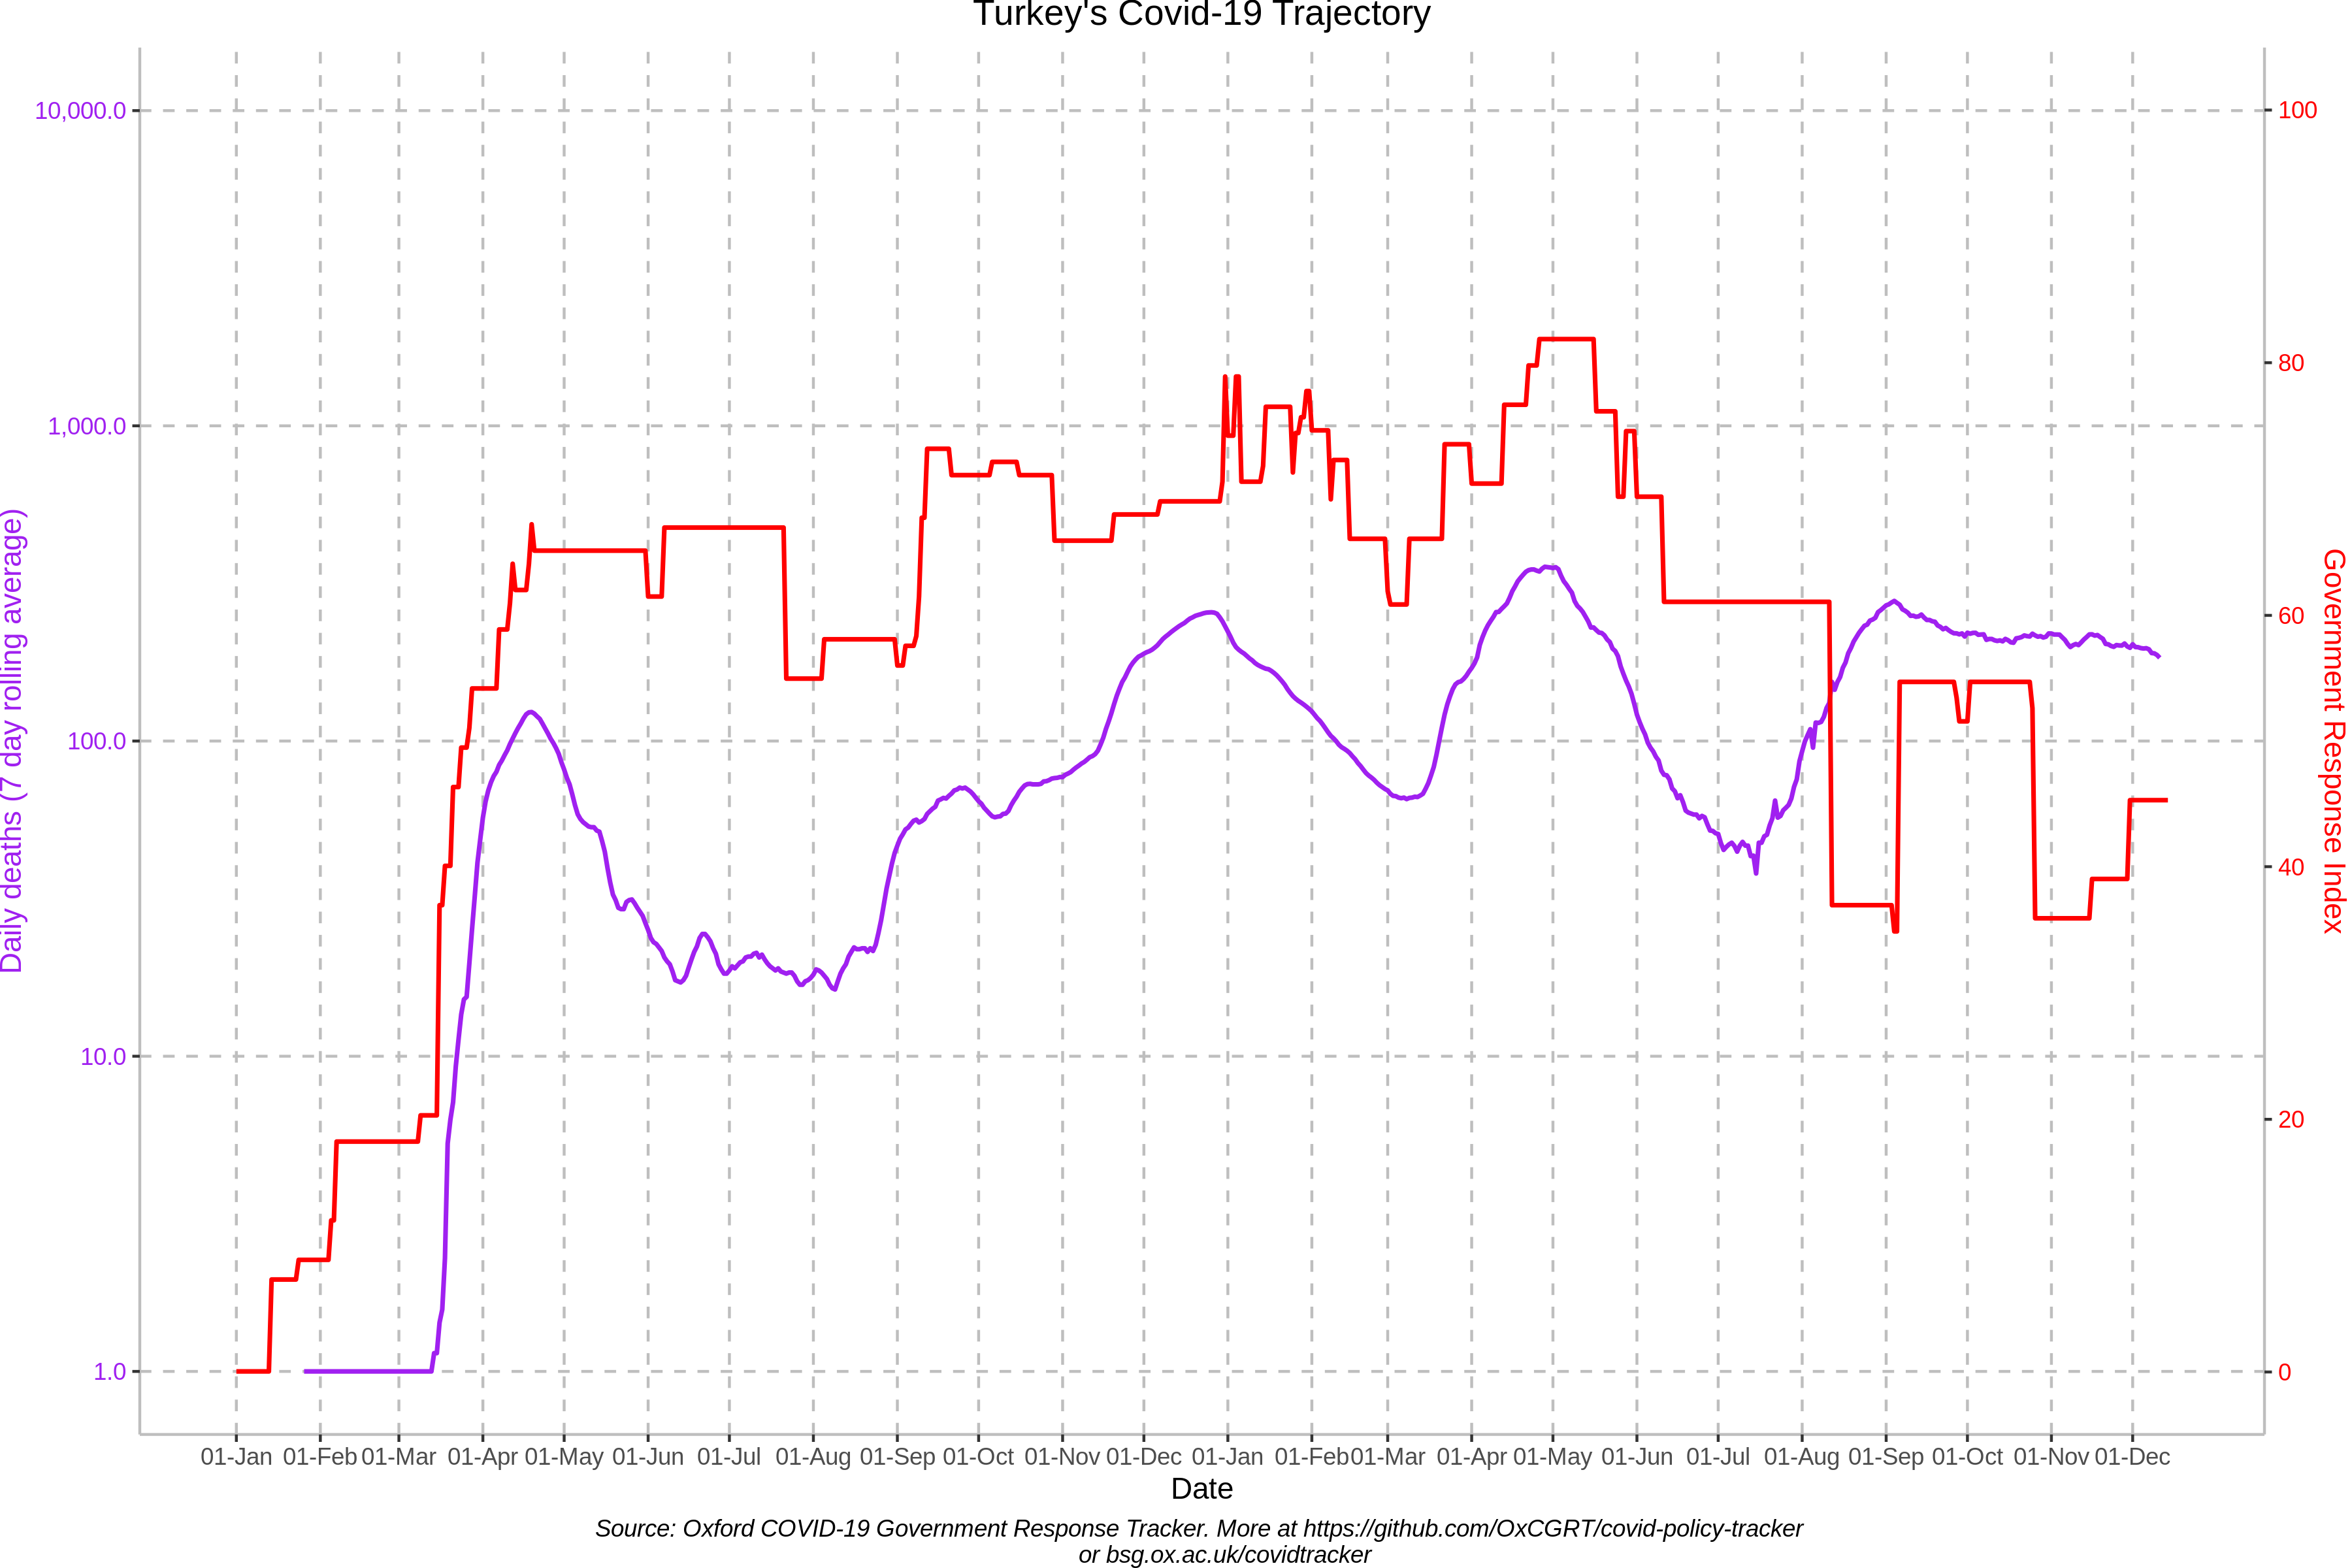 Turkey's Covid-19 Trajectory
10,000.0
1,000.0
100.0
10.0
1.0
Daily deaths (7 day rolling average)
100
80
60
40
20
0
Government Response Index
01-Jan 01-Feb 01-Mar 01-Apr 01-May 01-Jun 01-Jul 01-Aug 01-Sep 01-Oct 01-Nov 01-Dec 01-Jan 01-Feb 01-Mar 01-Apr 01-May 01-Jun 01-Jul 01-Aug 01-Sep 01-Oct 01-Nov 01-Dec
Date
Source: Oxford COVID-19 Government Response Tracker. More at https://github.com/OxCGRT/covid-policy-tracker
or bsg.ox.ac.uk/covidtracker